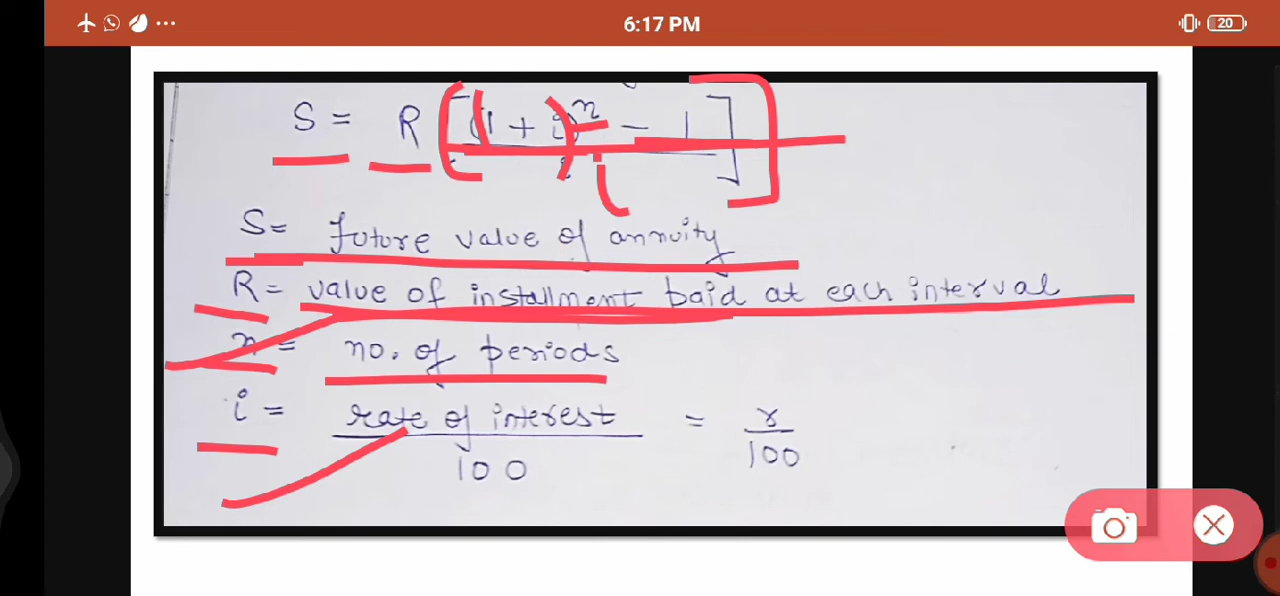 6:17 PM
20
S = R [ (1 + i)^n - 1 / i ]
S= future value of annuity
R= value of installment paid at each interval
n= no. of periods
i = rate of interest / 100 = r / 100